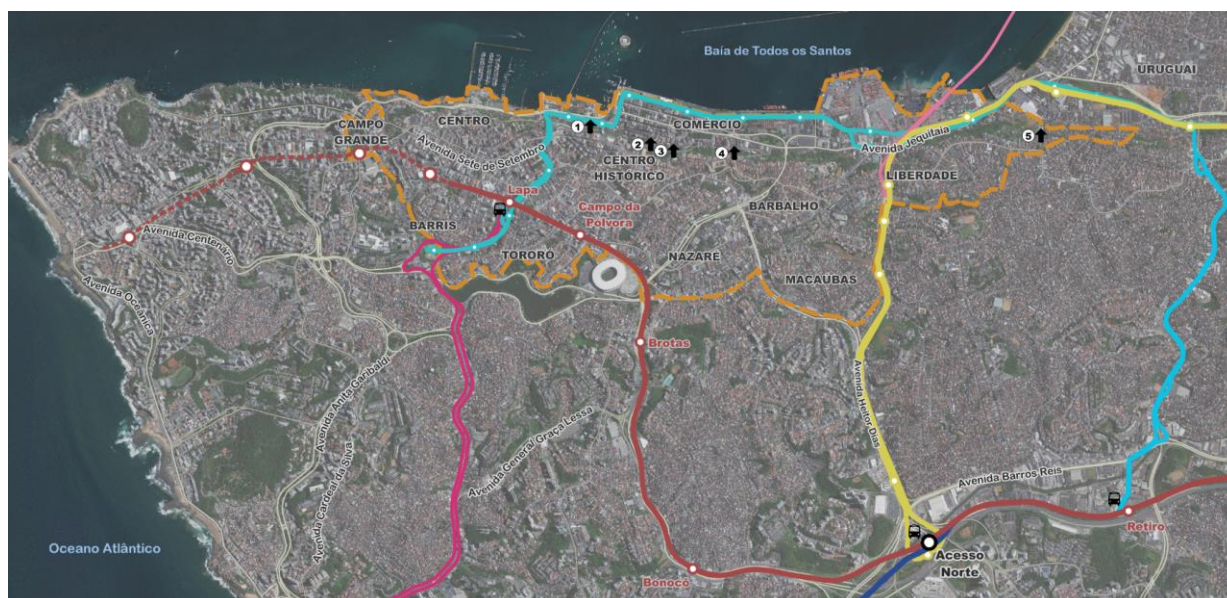 Baía de Todos os Santos
URUGUAI
CAMPO
GRANDE
CENTRO
Avenida Sete de Setembro
1
2
3
4
5
COMÉRCIO
CENTRO
HISTÓRICO
Avenida Jequitaia
LIBERDADE
Lapa
Campo da
Pólvora
BARBALHO
BARRIS
TORORÓ
NAZARÉ
MACAUBAS
Avenida Centenário
Avenida Oceânica
Brotas
Avenida Anita Garibaldi
Avenida Cardeal da Silva
Avenida General Graça Lessa
Avenida Heitor Dias
Avenida Barros Reis
Retiro
Acesso
Norte
Bonocô
Oceano Atlântico